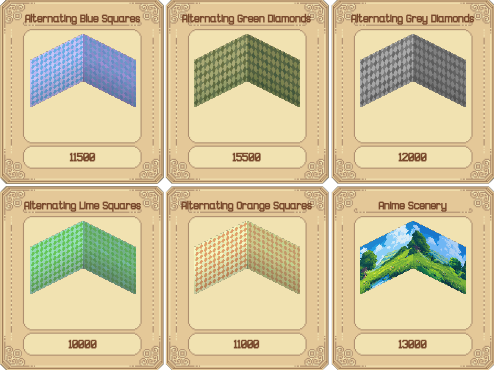 Alternating Blue Squares
Alternating Green Diamonds
Alternating Grey Diamonds
11500
15500
12000
Alternating Lime Squares
Alternating Orange Squares
Anime Scenery
10000
11000
13000